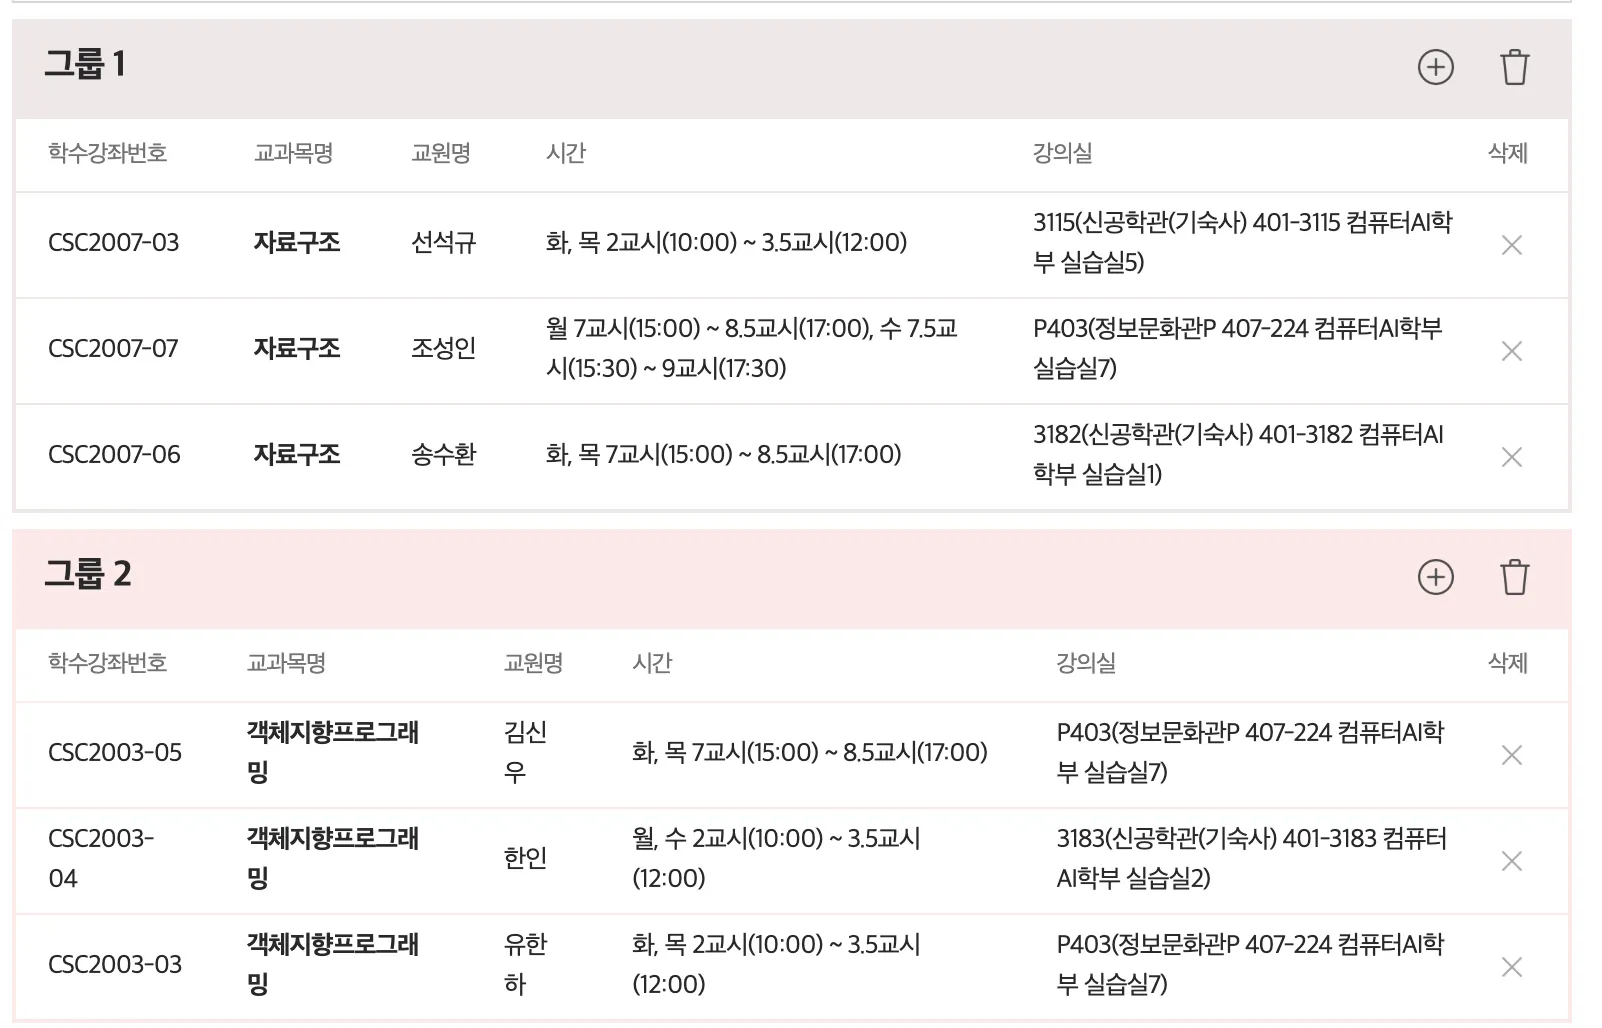 그룹 1
학수강좌번호 교과목명 교원명 시간 강의실 삭제
CSC2007-03 자료구조 선석규 화, 목 2교시(10:00) ~ 3.5교시(12:00) 3115(신공학관(기숙사) 401-3115 컴퓨터AI학
부 실습실5)
CSC2007-07 자료구조 조성인 월 7교시(15:00) ~ 8.5교시(17:00), 수 7.5교
시(15:30) ~ 9교시(17:30) P403(정보문화관P 407-224 컴퓨터AI학부
실습실7)
CSC2007-06 자료구조 송수환 화, 목 7교시(15:00) ~ 8.5교시(17:00) 3182(신공학관(기숙사) 401-3182 컴퓨터AI
학부 실습실1)
그룹 2
학수강좌번호 교과목명 교원명 시간 강의실 삭제
CSC2003-05 객체지향프로그래
밍 김신
우 화, 목 7교시(15:00) ~ 8.5교시(17:00) P403(정보문화관P 407-224 컴퓨터AI학
부 실습실7)
CSC2003-
04 객체지향프로그래
밍 한인 월, 수 2교시(10:00) ~ 3.5교시
(12:00) 3183(신공학관(기숙사) 401-3183 컴퓨터
AI학부 실습실2)
CSC2003-03 객체지향프로그래
밍 유한
하 화, 목 2교시(10:00) ~ 3.5교시
(12:00) P403(정보문화관P 407-224 컴퓨터AI학
부 실습실7)